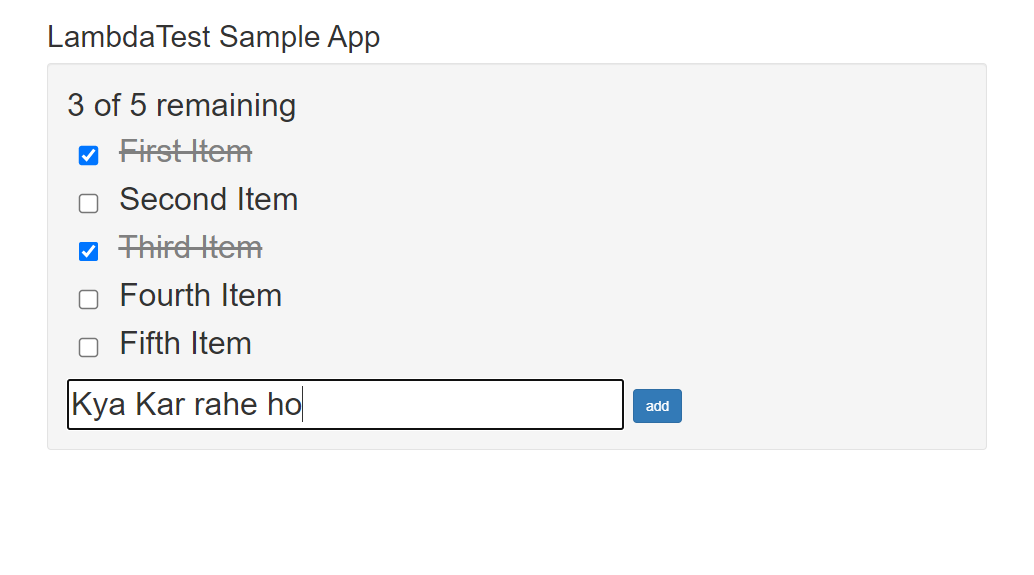 LambdaTest Sample App
3 of 5 remaining
First Item
Second Item
Third Item
Fourth Item
Fifth Item
Kya Kar rahe ho
add